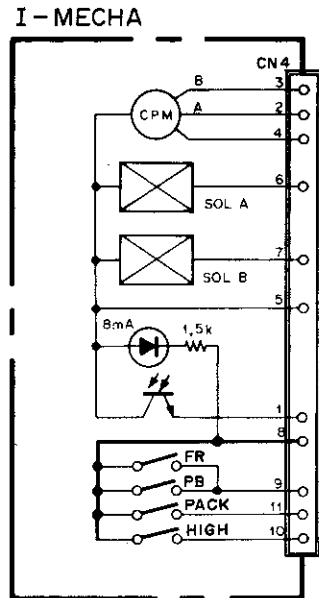 I-MECHA
CN4
B 3
CPM A 2
4
6
SOL A
7
SOL B
5
8mA 1,5k
1
8
FR
PB 9
PACK 11
HIGH 10